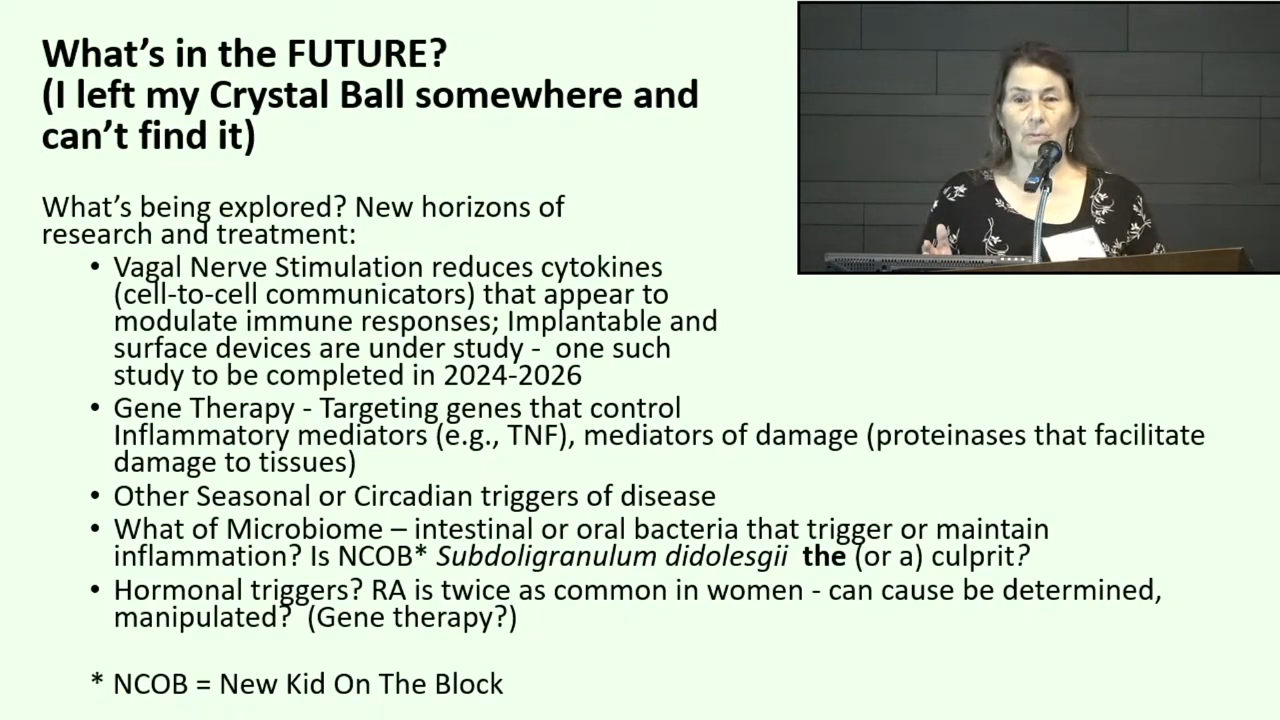 What's in the FUTURE?
(I left my Crystal Ball somewhere and
can't find it)
What's being explored? New horizons of
research and treatment:
• Vagal Nerve Stimulation reduces cytokines
(cell-to-cell communicators) that appear to
modulate immune responses; Implantable and
surface devices are under study -  one such
study to be completed in 2024-2026
• Gene Therapy - Targeting genes that control
Inflammatory mediators (e.g., TNF), mediators of damage (proteinases that facilitate
damage to tissues)
• Other Seasonal or Circadian triggers of disease
• What of Microbiome – intestinal or oral bacteria that trigger or maintain
inflammation? Is NCOB* Subdoligranulum didolesgii  the (or a) culprit?
• Hormonal triggers? RA is twice as common in women - can cause be determined,
manipulated?  (Gene therapy?)
* NCOB = New Kid On The Block